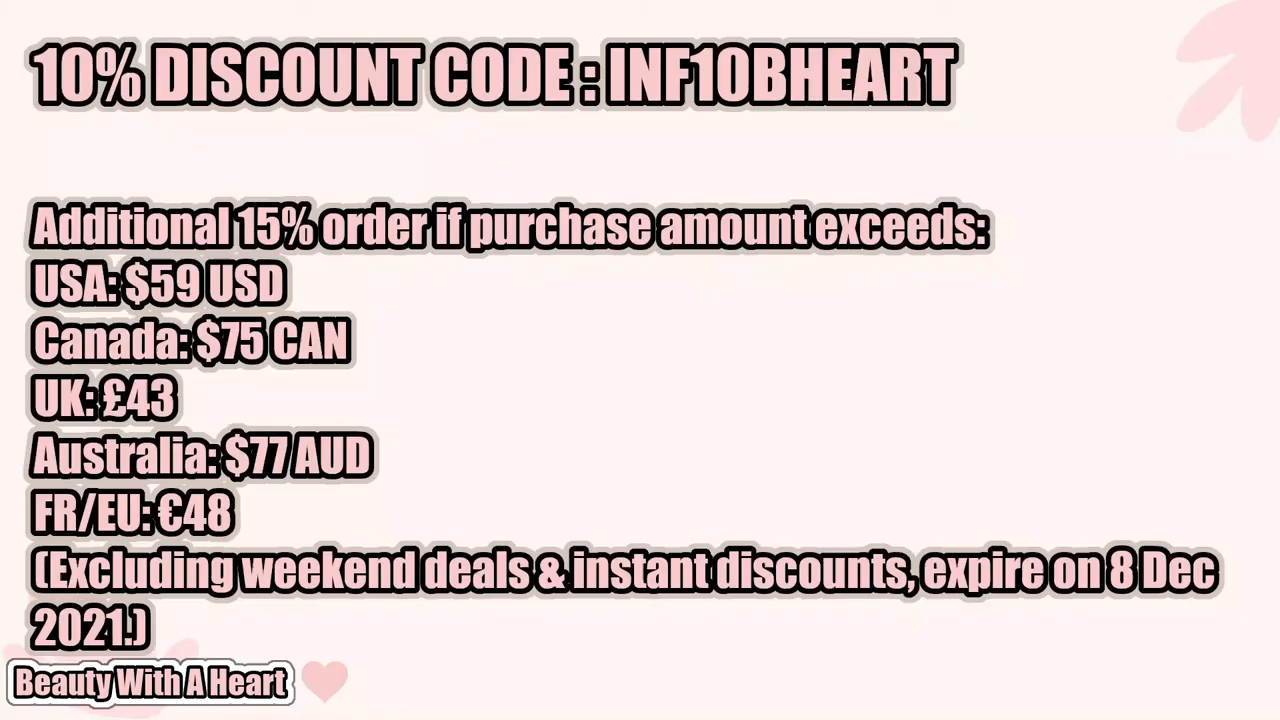 10% DISCOUNT CODE : INF10BHEART
Additional 15% order if purchase amount exceeds:
USA: $59 USD
Canada: $75 CAN
UK: £43
Australia: $77 AUD
FR/EU: €48
(Excluding weekend deals & instant discounts, expire on 8 Dec
2021.)
Beauty With A Heart